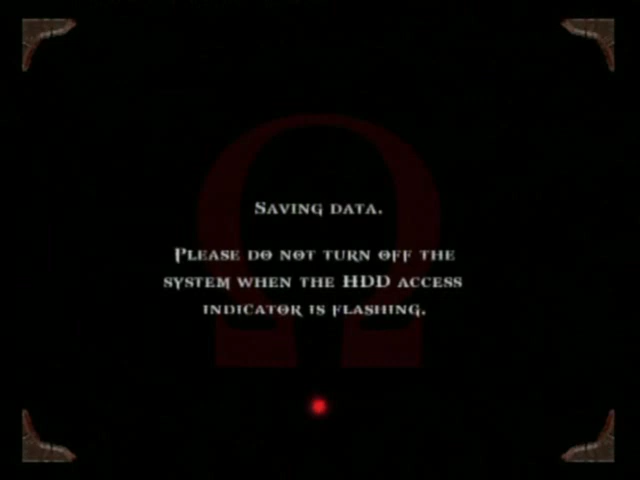 Saving data.
Please do not turn off the
system when the HDD access
indicator is flashing.